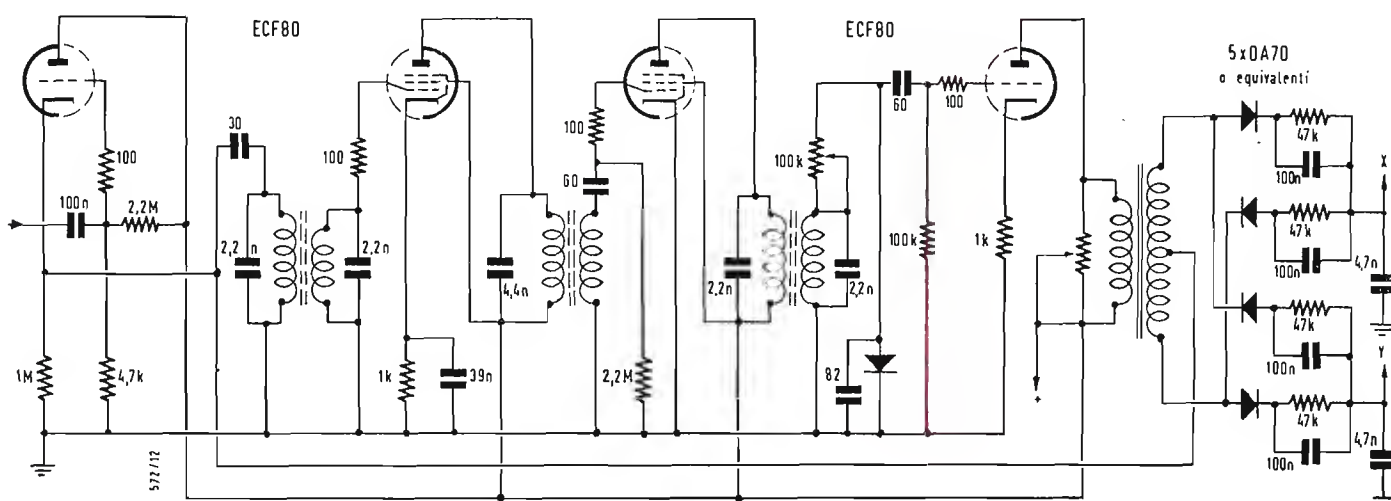 ECF80
ECF80
5x0A70
o equivalenti
30
100
100
100
100n
2,2M
2,2n
2,2n
1M
4,7k
1k
39n
4,4n
60
2,2M
2,2n
100k
2,2n
82
60
100
100k
1k
+
47k
100n
47k
100n
47k
100n
47k
100n
X
4,7n
Y
4,7n
572/12